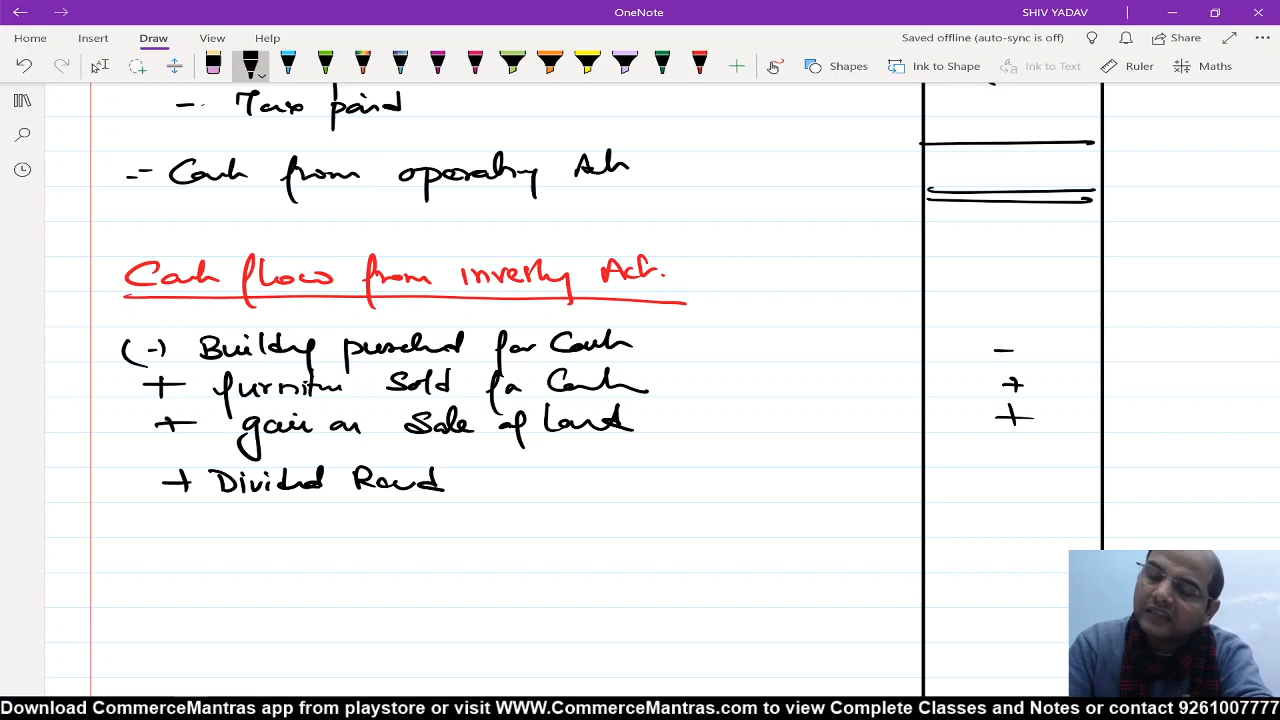 OneNote
SHIV YADAV
Home Insert Draw View Help
Saved offline (auto-sync is off)
Share
Shapes
Ink to Shape
Ink to Text
Ruler
Maths
- Tax paid
- Cash from operating Act
Cash flow from investing Act.
(-) Building purchased for Cash -
+ furniture Sold for Cash +
+ gain on Sale of Land +
+ Dividend Recvd
Download CommerceMantras app from playstore or visit WWW.CommerceMantras.com to view Complete Classes and Notes or contact 9261007777